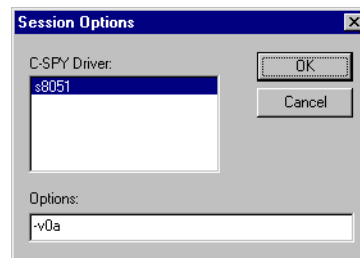 Session Options
C-SPY Driver:
s8051
OK
Cancel
Options:
-v0a